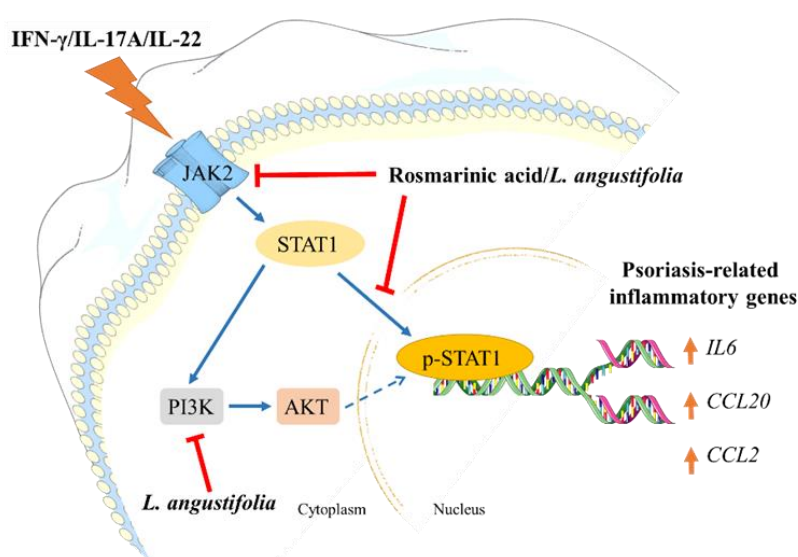 IFN-γ/IL-17A/IL-22
JAK2
Rosmarinic acid/L. angustifolia
STAT1
Psoriasis-related
inflammatory genes
p-STAT1
IL6
PI3K
AKT
CCL20
CCL2
L. angustifolia
Cytoplasm
Nucleus